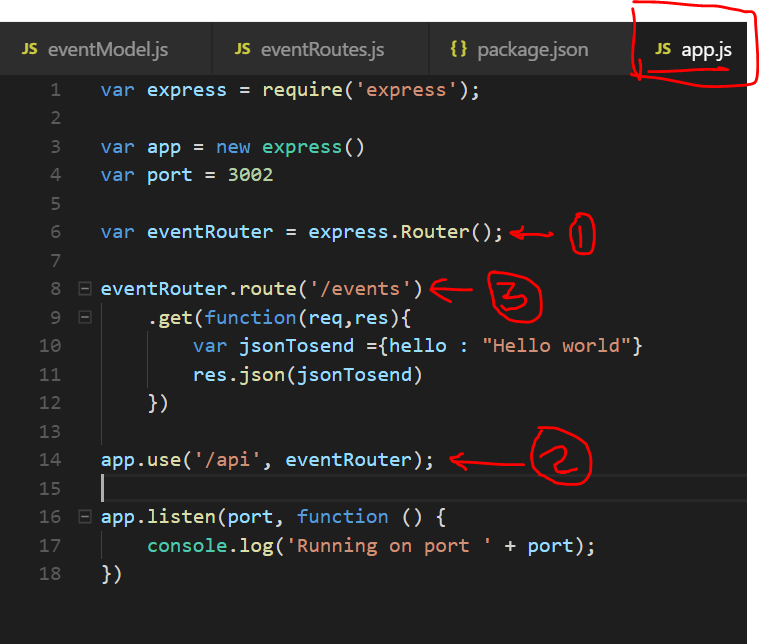 JS eventModel.js JS eventRoutes.js {} package.json JS app.js
1 var express = require('express');
2
3 var app = new express()
4 var port = 3002
5
6 var eventRouter = express.Router(); 1
7
8 eventRouter.route('/events') 3
9 .get(function(req,res){
10 var jsonTosend ={hello : "Hello world"}
11 res.json(jsonTosend)
12 })
13
14 app.use('/api', eventRouter); 2
15
16 app.listen(port, function () {
17 console.log('Running on port ' + port);
18 })